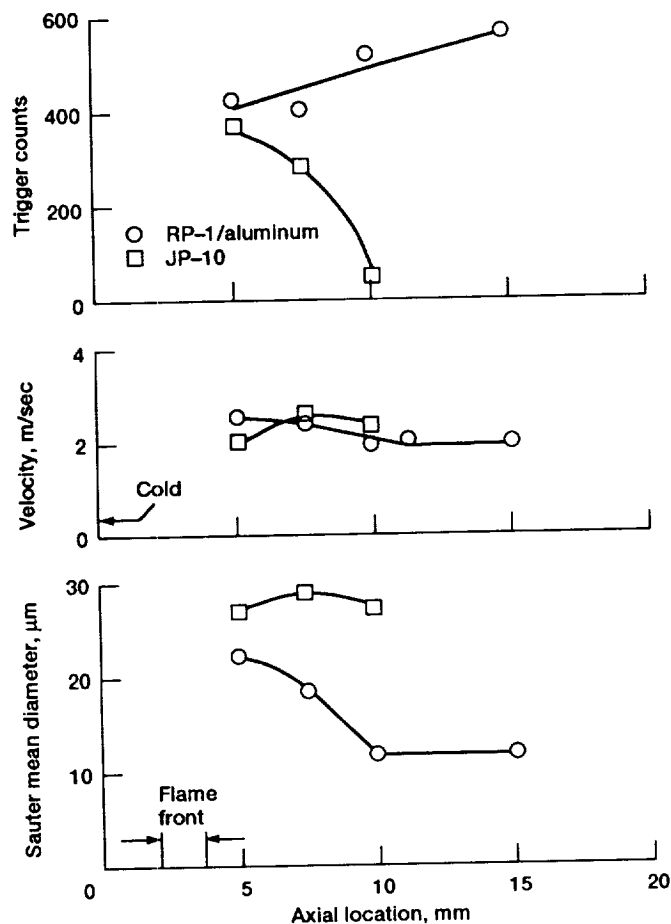 600
400
200
0
Trigger counts
RP–1/aluminum
JP–10
4
2
0
Velocity, m/sec
Cold
30
20
10
Sauter mean diameter, μm
Flame
front
0
5
10
15
20
Axial location, mm